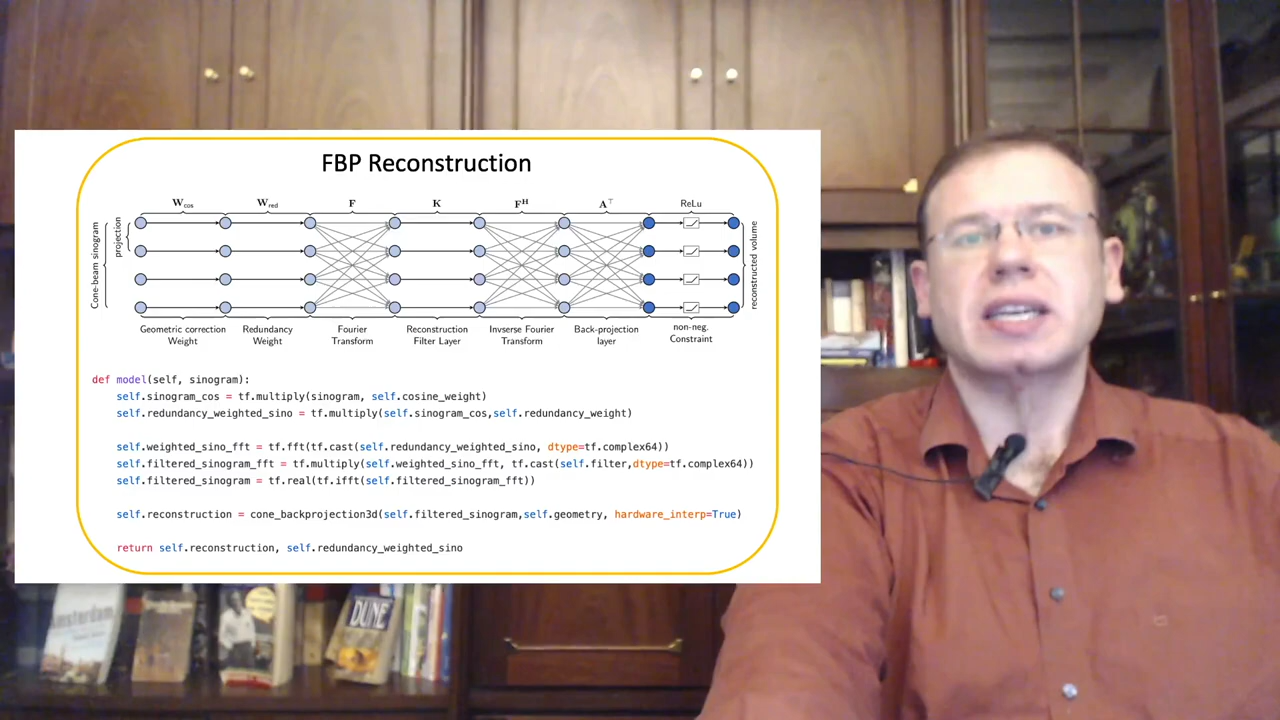 FBP Reconstruction
W_cos W_red F K F^H A^⊤ ReLu
Cone-beam sinogram
projection
reconstructed volume
Geometric correction Weight
Redundancy Weight
Fourier Transform
Reconstruction Filter Layer
Invserse Fourier Transform
Back-projection layer
non-neg. Constraint
def model(self, sinogram):
self.sinogram_cos = tf.multiply(sinogram, self.cosine_weight)
self.redundancy_weighted_sino = tf.multiply(self.sinogram_cos,self.redundancy_weight)
self.weighted_sino_fft = tf.fft(tf.cast(self.redundancy_weighted_sino, dtype=tf.complex64))
self.filtered_sinogram_fft = tf.multiply(self.weighted_sino_fft, tf.cast(self.filter,dtype=tf.complex64))
self.filtered_sinogram = tf.real(tf.ifft(self.filtered_sinogram_fft))
self.reconstruction = cone_backprojection3d(self.filtered_sinogram,self.geometry, hardware_interp=True)
return self.reconstruction, self.redundancy_weighted_sino
Amsterdam
DUNE